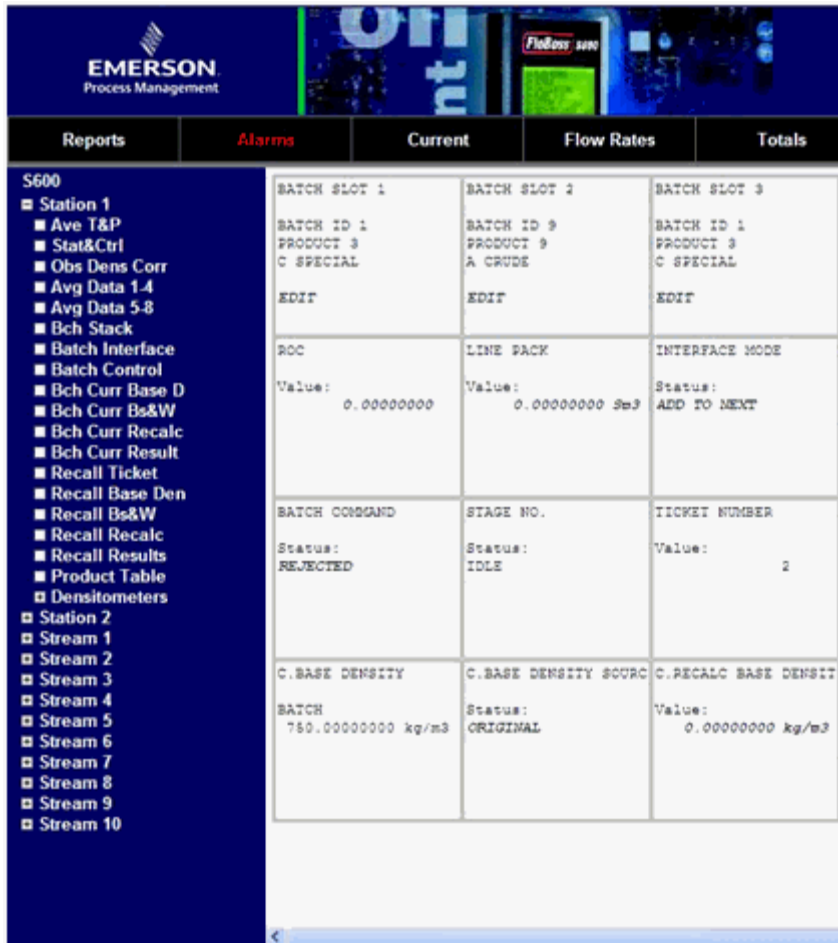 EMERSON
Process Management
oil
nt
FloBoss S600
Reports Alarms Current Flow Rates Totals
S600
Station 1
Ave T&P
Stat&Ctrl
Obs Dens Corr
Avg Data 1-4
Avg Data 5-8
Bch Stack
Batch Interface
Batch Control
Bch Curr Base D
Bch Curr Bs&W
Bch Curr Recalc
Bch Curr Result
Recall Ticket
Recall Base Den
Recall Bs&W
Recall Recalc
Recall Results
Product Table
Densitometers
Station 2
Stream 1
Stream 2
Stream 3
Stream 4
Stream 5
Stream 6
Stream 7
Stream 8
Stream 9
Stream 10
BATCH SLOT 1
BATCH ID 1
PRODUCT 3
C SPECIAL
EDIT
BATCH SLOT 2
BATCH ID 9
PRODUCT 9
A CRUDE
EDIT
BATCH SLOT 3
BATCH ID 1
PRODUCT 3
C SPECIAL
EDIT
ROC
Value:
0.00000000
LINE PACK
Value:
0.00000000 Sm3
INTERFACE MODE
Status:
ADD TO NEXT
BATCH COMMAND
Status:
REJECTED
STAGE NO.
Status:
IDLE
TICKET NUMBER
Value:
2
C.BASE DENSITY
BATCH
750.00000000 kg/m3
C.BASE DENSITY SOURC
Status:
ORIGINAL
C.RECALC BASE DENSIT
Value:
0.00000000 kg/m3